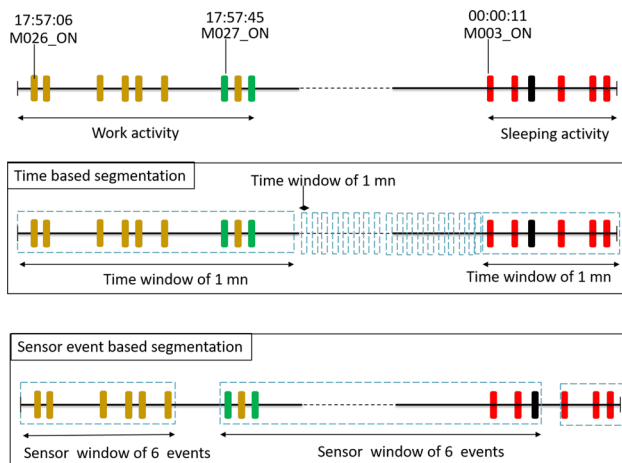 17:57:06
M026_ON
17:57:45
M027_ON
00:00:11
M003_ON
Work activity
Sleeping activity
Time based segmentation
Time window of 1 mn
Time window of 1 mn
Time window of 1 mn
Sensor event based segmentation
Sensor window of 6 events
Sensor window of 6 events